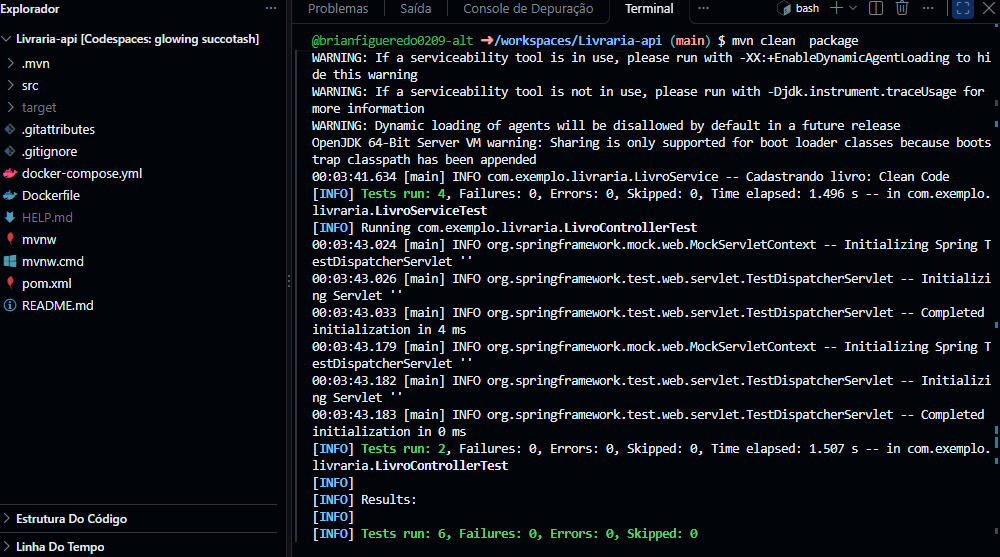 Explorador
Livraria-api [Codespaces: glowing succotash]
.mvn
src
target
.gitattributes
.gitignore
docker-compose.yml
Dockerfile
HELP.md
mvnw
mvnw.cmd
pom.xml
README.md
Estrutura Do Código
Linha Do Tempo
Problemas Saída Console de Depuração Terminal ··· bash
@brianfigueredo0209-alt ➜/workspaces/Livraria-api (main) $ mvn clean  package
WARNING: If a serviceability tool is in use, please run with -XX:+EnableDynamicAgentLoading to hi
de this warning
WARNING: If a serviceability tool is not in use, please run with -Djdk.instrument.traceUsage for
more information
WARNING: Dynamic loading of agents will be disallowed by default in a future release
OpenJDK 64-Bit Server VM warning: Sharing is only supported for boot loader classes because boots
trap classpath has been appended
00:03:41.634 [main] INFO com.exemplo.livraria.LivroService -- Cadastrando livro: Clean Code
[INFO] Tests run: 4, Failures: 0, Errors: 0, Skipped: 0, Time elapsed: 1.496 s -- in com.exemplo.
livraria.LivroServiceTest
[INFO] Running com.exemplo.livraria.LivroControllerTest
00:03:43.024 [main] INFO org.springframework.mock.web.MockServletContext -- Initializing Spring T
estDispatcherServlet ''
00:03:43.026 [main] INFO org.springframework.test.web.servlet.TestDispatcherServlet -- Initializi
ng Servlet ''
00:03:43.033 [main] INFO org.springframework.test.web.servlet.TestDispatcherServlet -- Completed
initialization in 4 ms
00:03:43.179 [main] INFO org.springframework.mock.web.MockServletContext -- Initializing Spring T
estDispatcherServlet ''
00:03:43.182 [main] INFO org.springframework.test.web.servlet.TestDispatcherServlet -- Initializi
ng Servlet ''
00:03:43.183 [main] INFO org.springframework.test.web.servlet.TestDispatcherServlet -- Completed
initialization in 0 ms
[INFO] Tests run: 2, Failures: 0, Errors: 0, Skipped: 0, Time elapsed: 1.507 s -- in com.exemplo.
livraria.LivroControllerTest
[INFO]
[INFO] Results:
[INFO]
[INFO] Tests run: 6, Failures: 0, Errors: 0, Skipped: 0